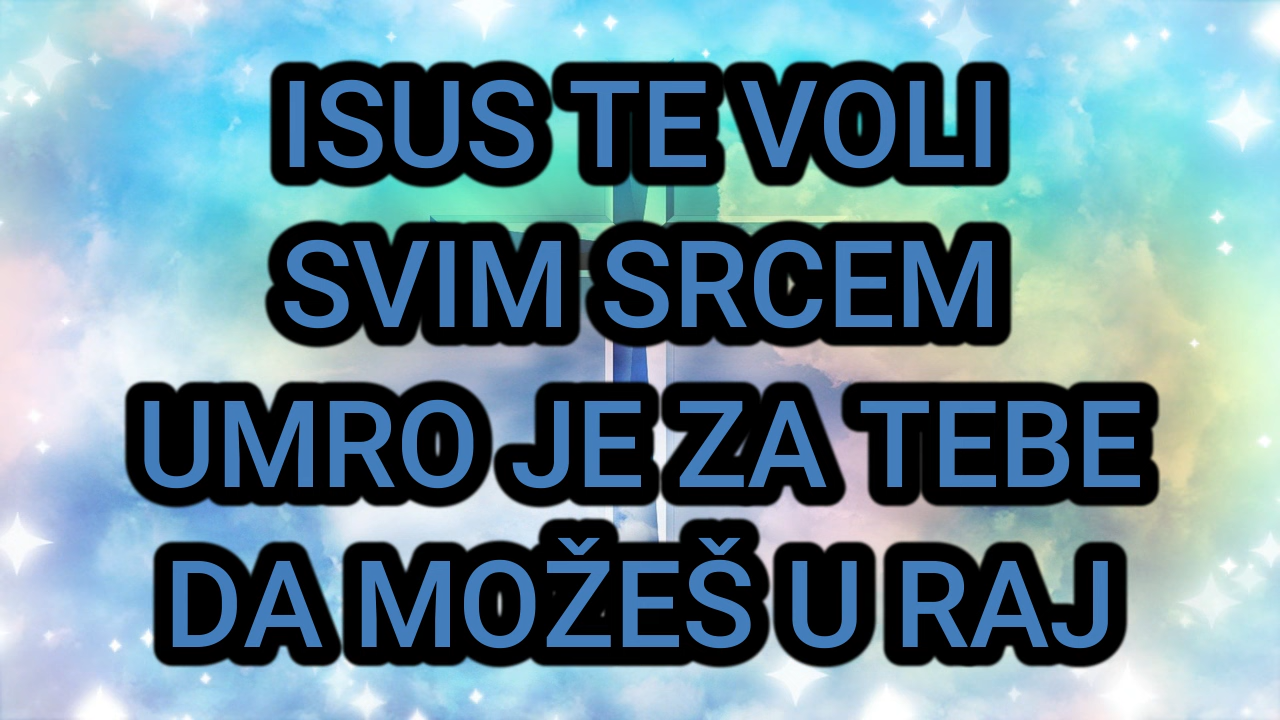 ISUS TE VOLI
SVIM SRCEM
UMRO JE ZA TEBE
DA MOŽEŠ U RAJ